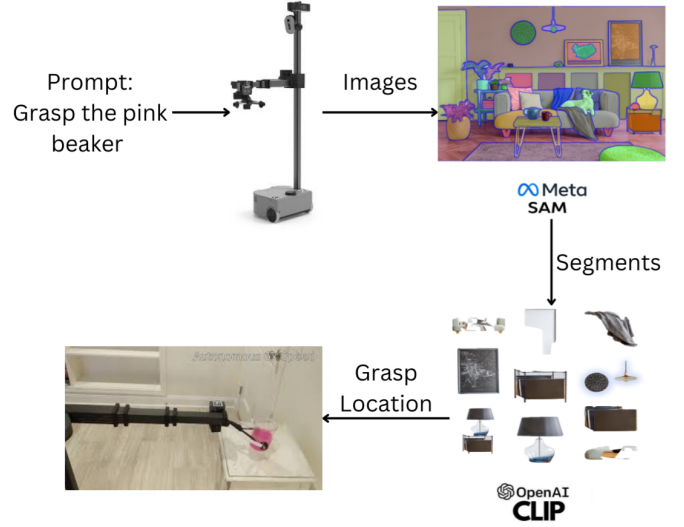 Prompt:
Grasp the pink
beaker
Images
Meta
SAM
Segments
Grasp
Location
OpenAI
CLIP